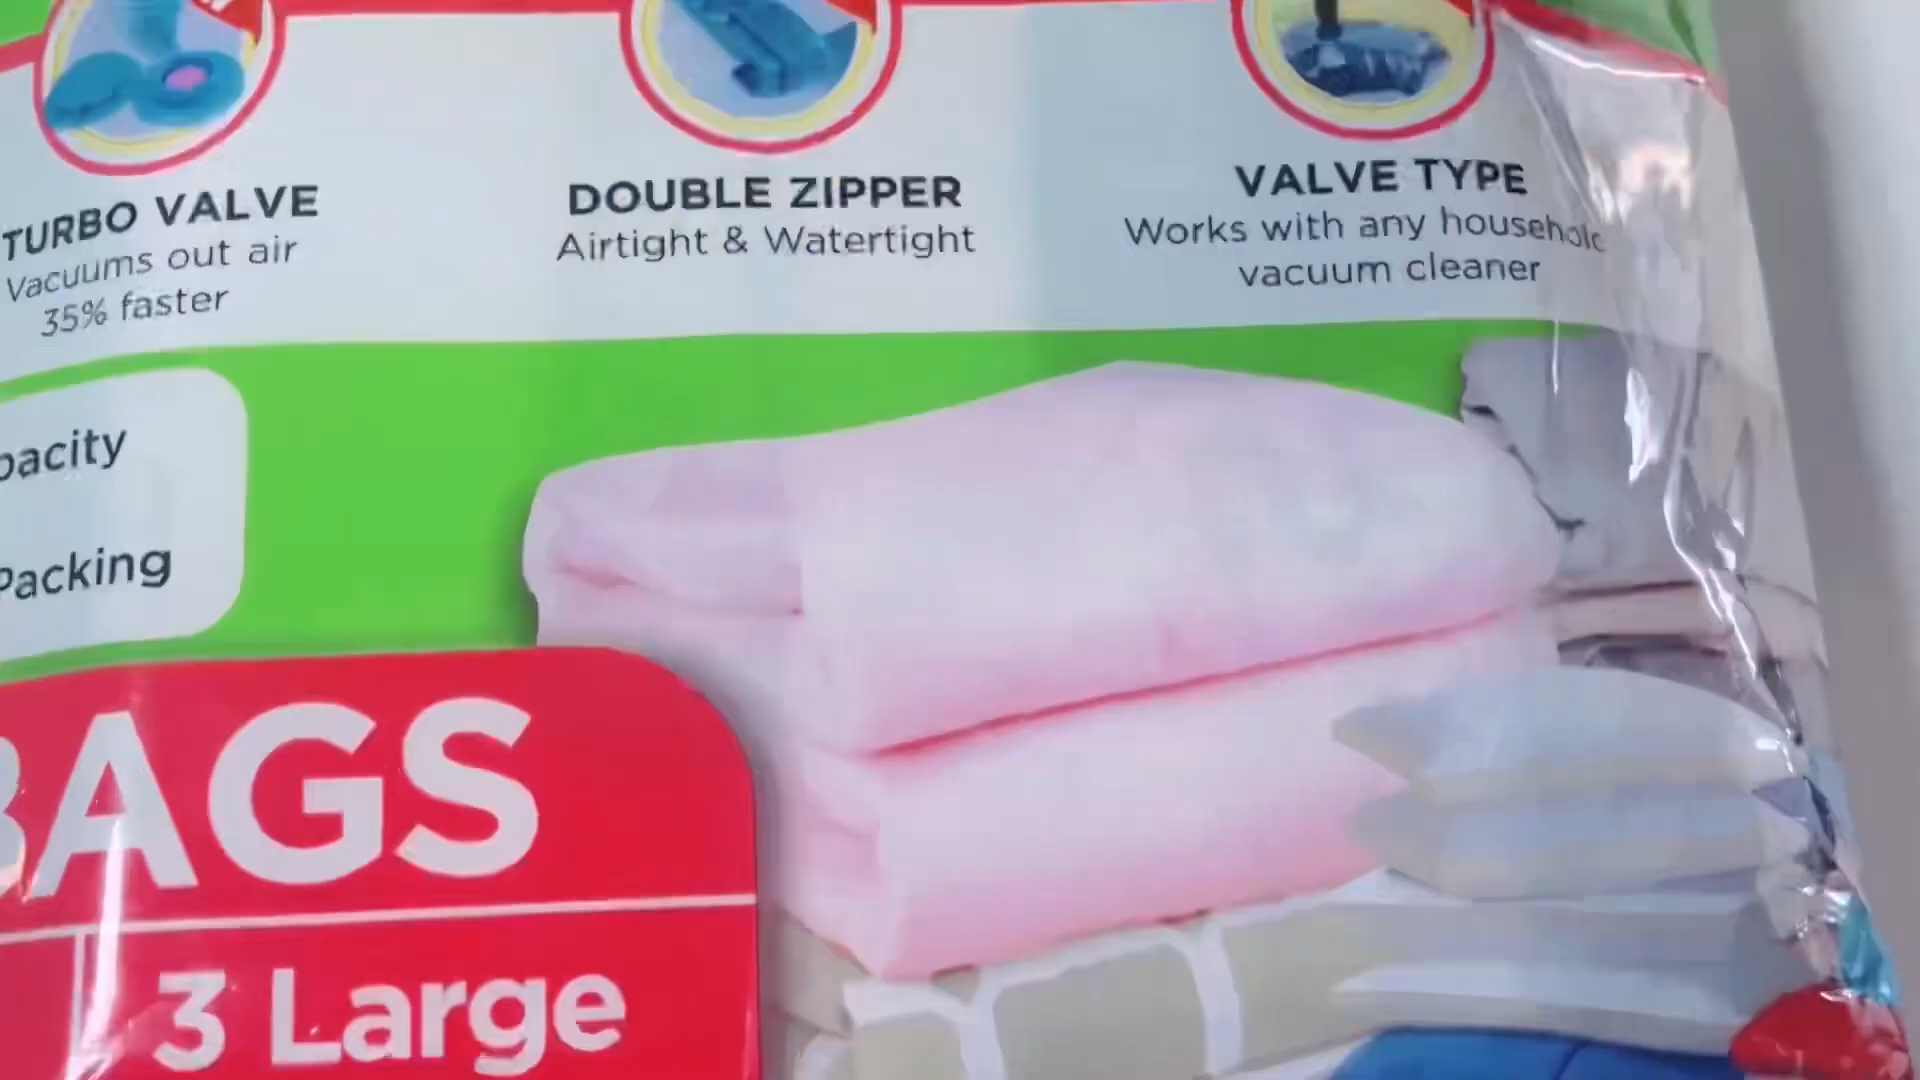 TURBO VALVE
Vacuums out air
35% faster
DOUBLE ZIPPER
Airtight & Watertight
VALVE TYPE
Works with any household
vacuum cleaner
pacity
Packing
BAGS
3 Large